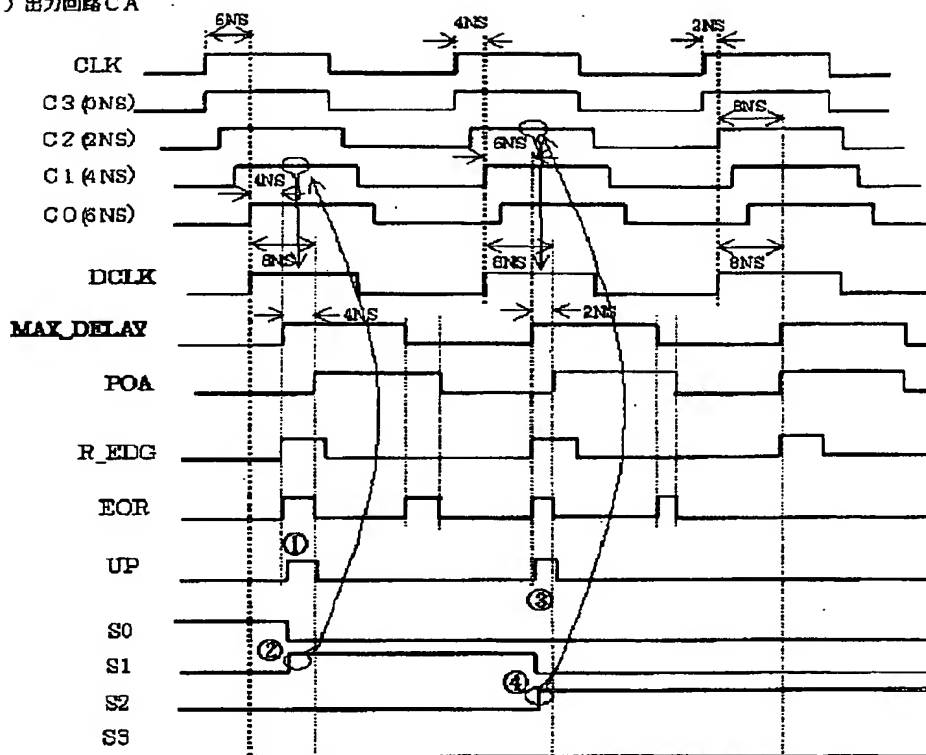 ) 出力回路CA
6NS 4NS 2NS
CLK
C3 (0NS)
8NS
C2 (2NS)
6NS
C1 (4NS)
4NS
C0 (6NS)
8NS 8NS 8NS
DCLK
4NS 2NS
MAX_DELAY
POA
R_EDG
EOR
①
UP
③
S0
②
S1
④
S2
S3